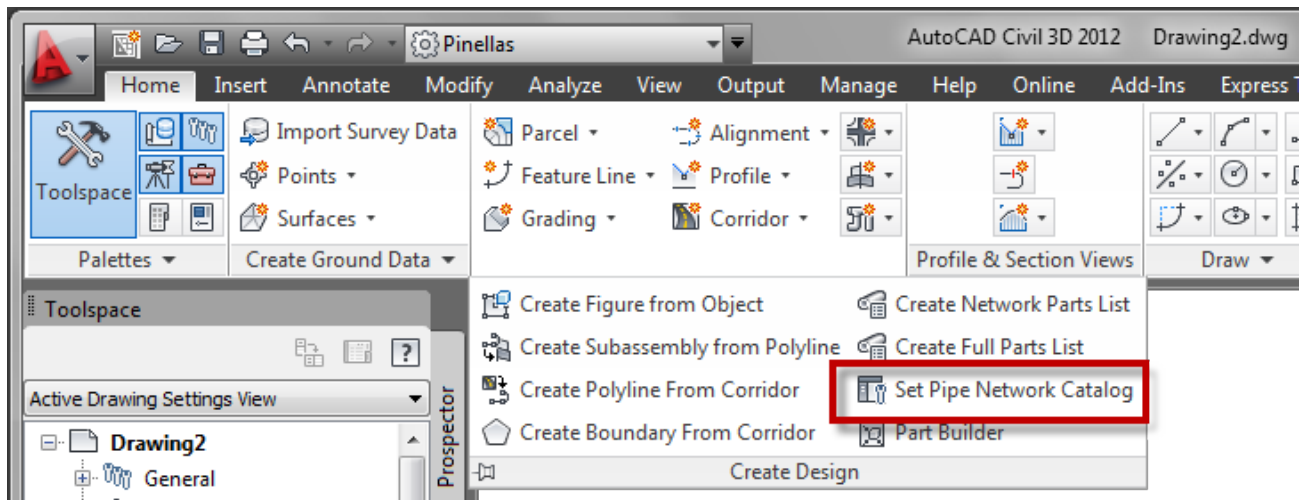 Pinellas AutoCAD Civil 3D 2012 Drawing2.dwg
Home Insert Annotate Modify Analyze View Output Manage Help Online Add-Ins Express
Import Survey Data Parcel Alignment
Toolspace Points Feature Line Profile
Surfaces Grading Corridor
Palettes Create Ground Data Profile & Section Views Draw
Toolspace Create Figure from Object Create Network Parts List
? Create Subassembly from Polyline Create Full Parts List
Active Drawing Settings View Create Polyline From Corridor Set Pipe Network Catalog
Drawing2 Create Boundary From Corridor Part Builder
General Prospector Create Design